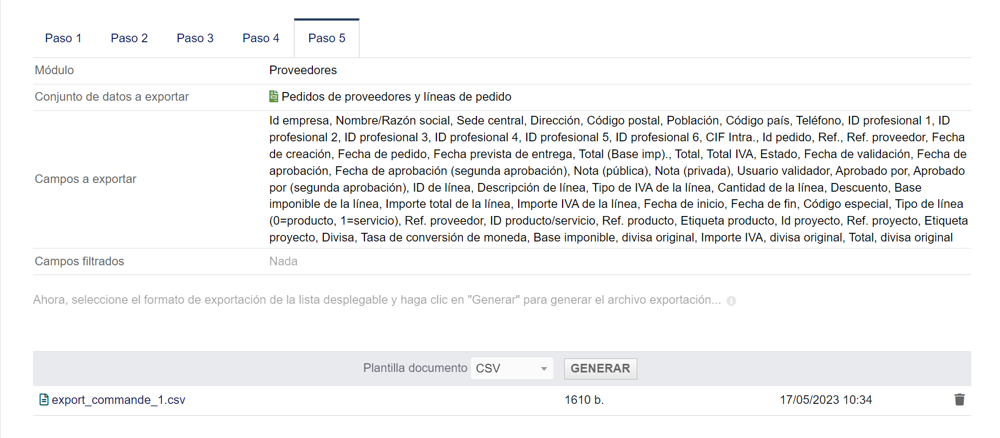 Paso 1 Paso 2 Paso 3 Paso 4 Paso 5
Módulo Proveedores
Conjunto de datos a exportar Pedidos de proveedores y líneas de pedido
Campos a exportar
Id empresa, Nombre/Razón social, Sede central, Dirección, Código postal, Población, Código país, Teléfono, ID profesional 1, ID
profesional 2, ID profesional 3, ID profesional 4, ID profesional 5, ID profesional 6, CIF Intra., Id pedido, Ref., Ref. proveedor, Fecha
de creación, Fecha de pedido, Fecha prevista de entrega, Total (Base imp)., Total, Total IVA, Estado, Fecha de validación, Fecha de
aprobación, Fecha de aprobación (segunda aprobación), Nota (pública), Nota (privada), Usuario validador, Aprobado por, Aprobado
por (segunda aprobación), ID de línea, Descripción de línea, Tipo de IVA de la línea, Cantidad de la línea, Descuento, Base
imponible de la línea, Importe total de la línea, Importe IVA de la línea, Fecha de inicio, Fecha de fin, Código especial, Tipo de línea
(0=producto, 1=servicio), Ref. proveedor, ID producto/servicio, Ref. producto, Etiqueta producto, Id proyecto, Ref. proyecto, Etiqueta
proyecto, Divisa, Tasa de conversión de moneda, Base imponible, divisa original, Importe IVA, divisa original, Total, divisa original
Campos filtrados Nada
Ahora, seleccione el formato de exportación de la lista desplegable y haga clic en "Generar" para generar el archivo exportación...
Plantilla documento CSV GENERAR
export_commande_1.csv 1610 b. 17/05/2023 10:34